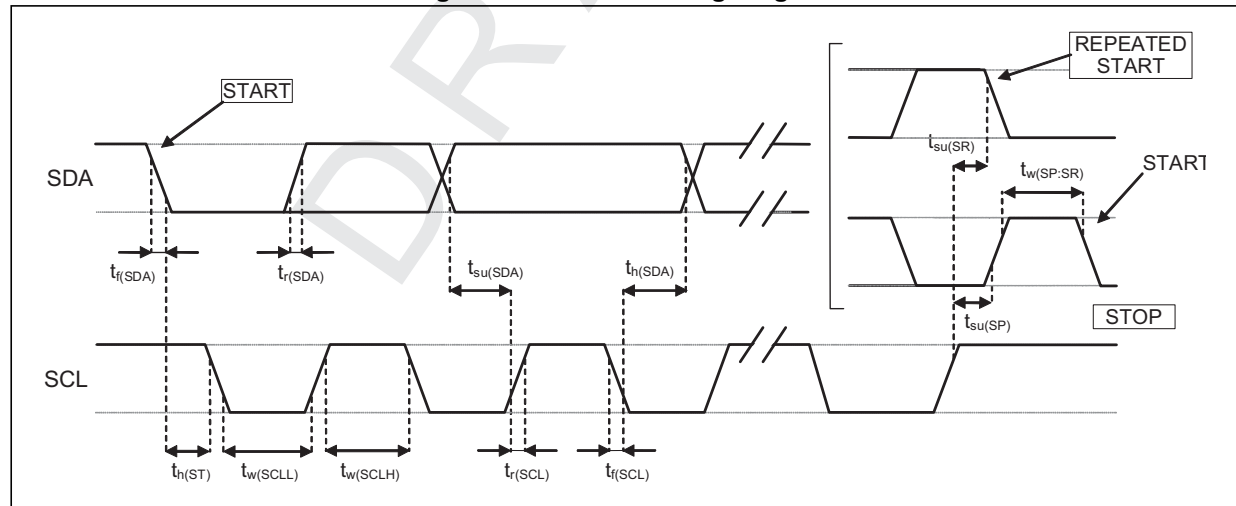 START
REPEATED
START
SDA
t_su(SR)
t_w(SP:SR)
START
t_f(SDA)
t_r(SDA)
t_su(SDA)
t_h(SDA)
t_su(SP)
STOP
SCL
t_h(ST)
t_w(SCLL)
t_w(SCLH)
t_r(SCL)
t_f(SCL)